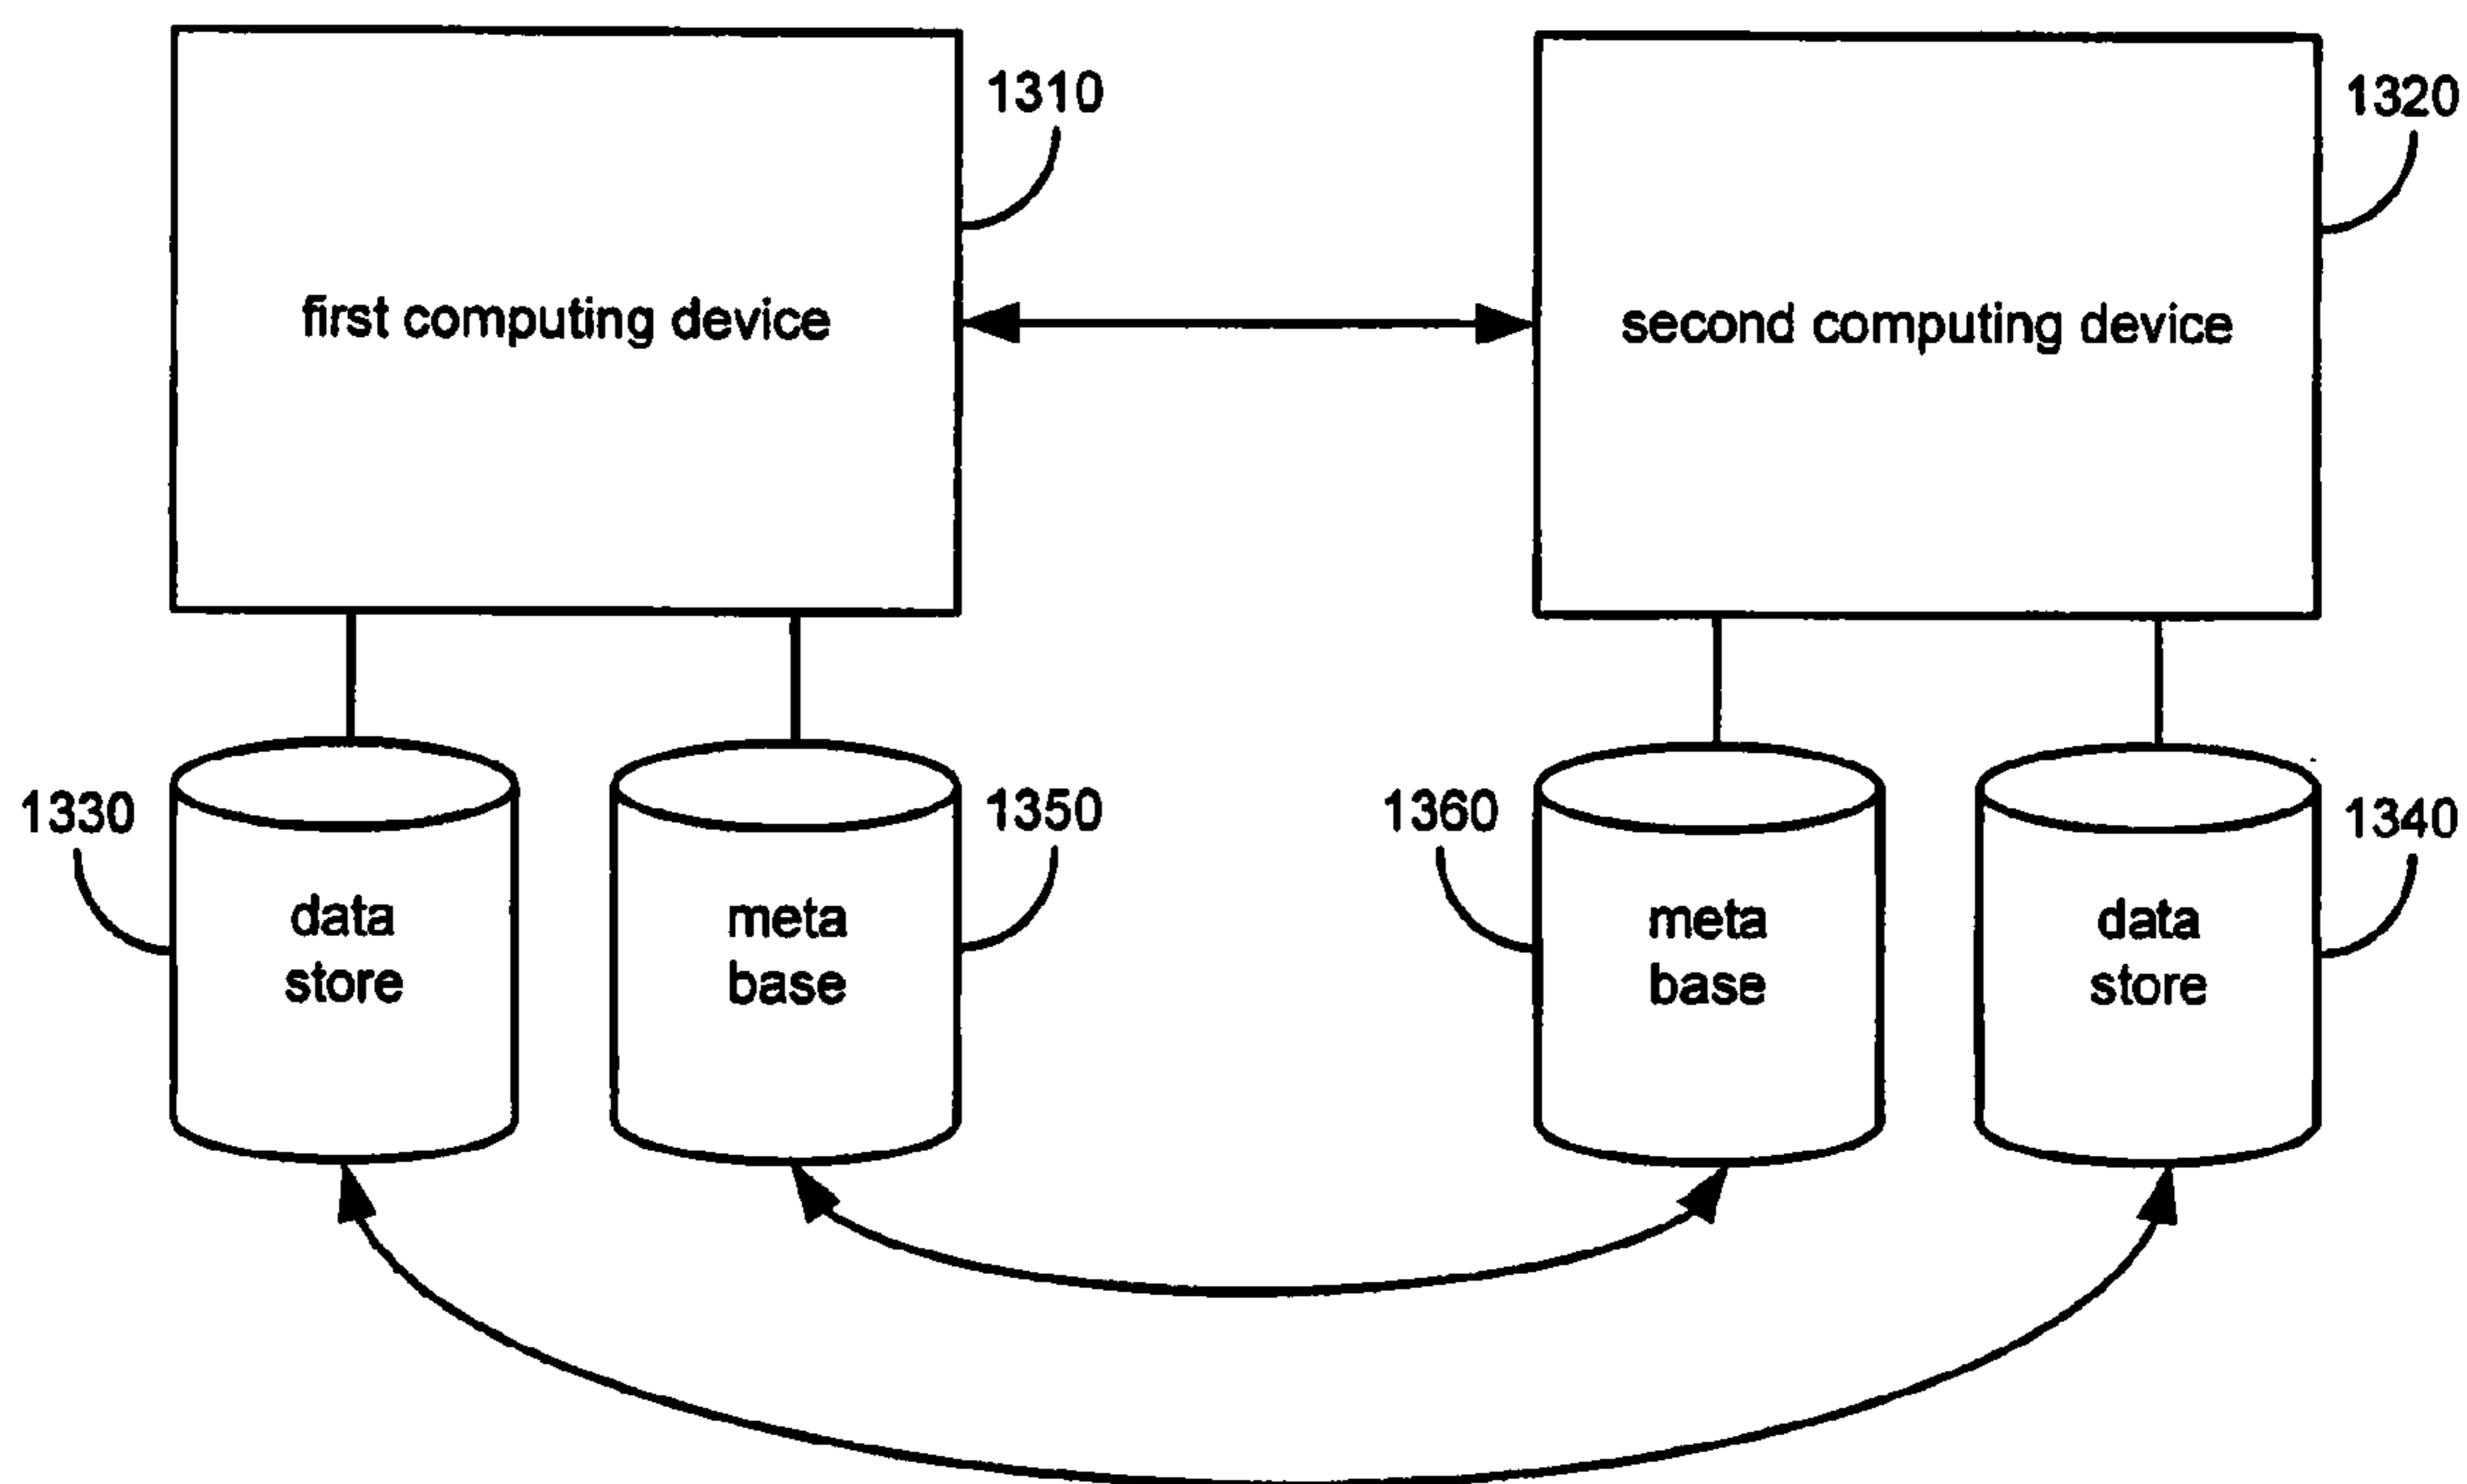 1310
1320
first computing device
second computing device
1330
1350
1360
1340
data
store
meta
base
meta
base
data
store